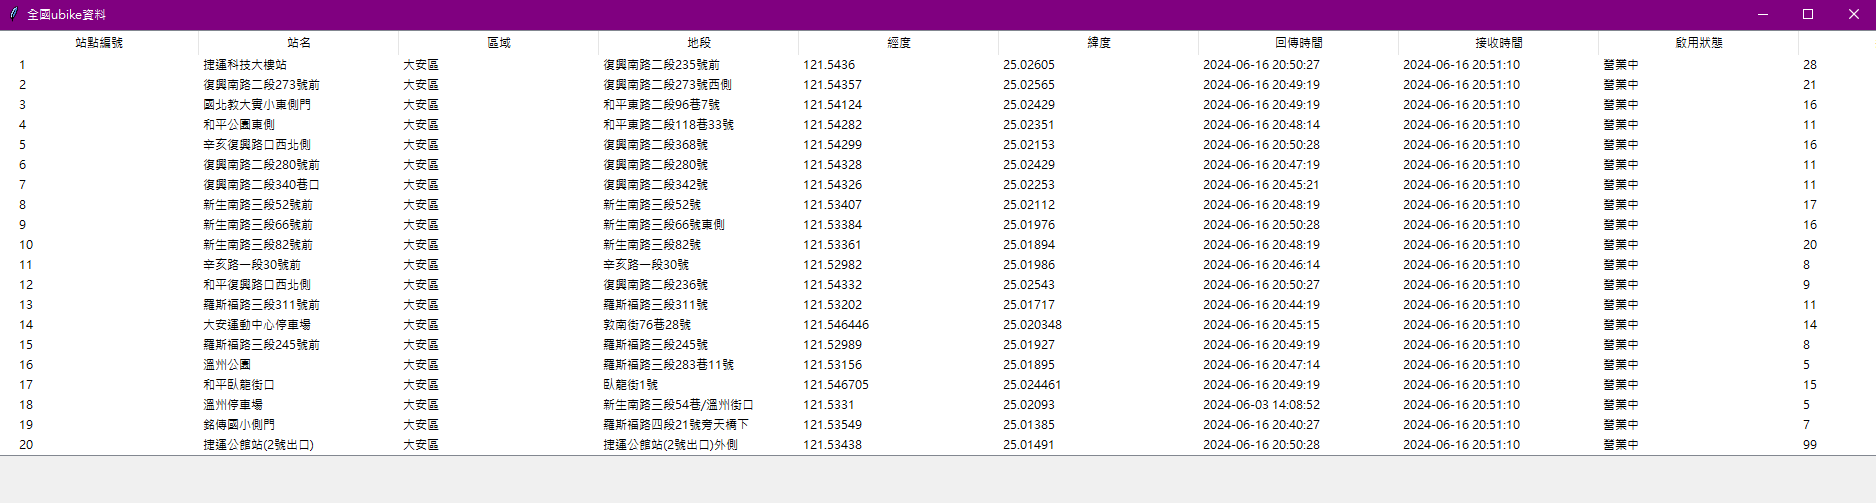 全國ubike資料
站點編號 站名 區域 地段 經度 緯度 回傳時間 接收時間 啟用狀態
1 捷運科技大樓站 大安區 復興南路二段235號前 121.5436 25.02605 2024-06-16 20:50:27 2024-06-16 20:51:10 營業中 28
2 復興南路二段273號前 大安區 復興南路二段273號西側 121.54357 25.02565 2024-06-16 20:49:19 2024-06-16 20:51:10 營業中 21
3 國北教大實小東側門 大安區 和平東路二段96巷7號 121.54124 25.02429 2024-06-16 20:49:19 2024-06-16 20:51:10 營業中 16
4 和平公園東側 大安區 和平東路二段118巷33號 121.54282 25.02351 2024-06-16 20:48:14 2024-06-16 20:51:10 營業中 11
5 辛亥復興路口西北側 大安區 復興南路二段368號 121.54299 25.02153 2024-06-16 20:50:28 2024-06-16 20:51:10 營業中 16
6 復興南路二段280號前 大安區 復興南路二段280號 121.54328 25.02429 2024-06-16 20:47:19 2024-06-16 20:51:10 營業中 11
7 復興南路二段340巷口 大安區 復興南路二段342號 121.54326 25.02253 2024-06-16 20:45:21 2024-06-16 20:51:10 營業中 11
8 新生南路三段52號前 大安區 新生南路三段52號 121.53407 25.02112 2024-06-16 20:48:19 2024-06-16 20:51:10 營業中 17
9 新生南路三段66號前 大安區 新生南路三段66號東側 121.53384 25.01976 2024-06-16 20:50:28 2024-06-16 20:51:10 營業中 16
10 新生南路三段82號前 大安區 新生南路三段82號 121.53361 25.01894 2024-06-16 20:48:19 2024-06-16 20:51:10 營業中 20
11 辛亥路一段30號前 大安區 辛亥路一段30號 121.52982 25.01986 2024-06-16 20:46:14 2024-06-16 20:51:10 營業中 8
12 和平復興路口西北側 大安區 復興南路二段236號 121.54332 25.02543 2024-06-16 20:50:27 2024-06-16 20:51:10 營業中 9
13 羅斯福路三段311號前 大安區 羅斯福路三段311號 121.53202 25.01717 2024-06-16 20:44:19 2024-06-16 20:51:10 營業中 11
14 大安運動中心停車場 大安區 敦南街76巷28號 121.546446 25.020348 2024-06-16 20:45:15 2024-06-16 20:51:10 營業中 14
15 羅斯福路三段245號前 大安區 羅斯福路三段245號 121.52989 25.01927 2024-06-16 20:49:19 2024-06-16 20:51:10 營業中 8
16 溫州公園 大安區 羅斯福路三段283巷11號 121.53156 25.01895 2024-06-16 20:47:14 2024-06-16 20:51:10 營業中 5
17 和平臥龍街口 大安區 臥龍街1號 121.546705 25.024461 2024-06-16 20:49:19 2024-06-16 20:51:10 營業中 15
18 溫州停車場 大安區 新生南路三段54巷/溫州街口 121.5331 25.02093 2024-06-03 14:08:52 2024-06-16 20:51:10 營業中 5
19 銘傳國小側門 大安區 羅斯福路四段21號旁天橋下 121.53549 25.01385 2024-06-16 20:40:27 2024-06-16 20:51:10 營業中 7
20 捷運公館站(2號出口) 大安區 捷運公館站(2號出口)外側 121.53438 25.01491 2024-06-16 20:50:28 2024-06-16 20:51:10 營業中 99